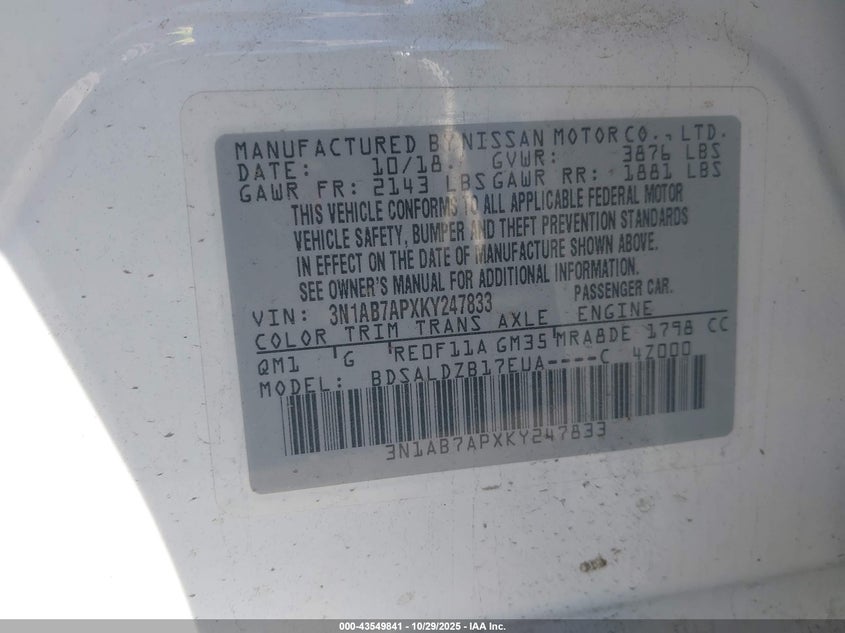 MANUFACTURED BY NISSAN MOTOR CO., LTD.
DATE: 10/18 GVWR: 3876 LBS
GAWR FR: 2143 LBS GAWR RR: 1881 LBS
THIS VEHICLE CONFORMS TO ALL APPLICABLE FEDERAL MOTOR
VEHICLE SAFETY, BUMPER AND THEFT PREVENTION STANDARDS
IN EFFECT ON THE DATE OF MANUFACTURE SHOWN ABOVE.
SEE OWNER'S MANUAL FOR ADDITIONAL INFORMATION.
VIN: 3N1AB7APXKY247833 PASSENGER CAR.
COLOR TRIM TRANS AXLE ENGINE
QM1 G RE0F11A GM35 MRA8DE 1798 CC
MODEL: BDSALDZB17EUA----C 4Z000
3N1AB7APXKY247833
000-43549841 - 10/29/2025 - IAA Inc.